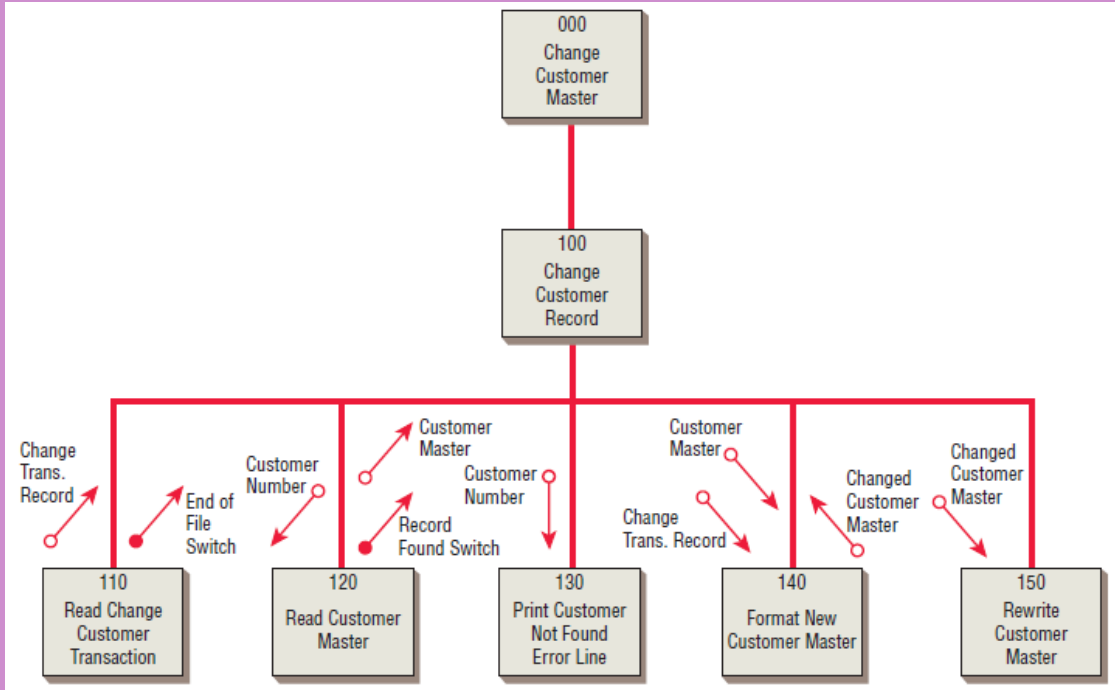 000
Change
Customer
Master
100
Change
Customer
Record
Change
Trans.
Record
End of
File
Switch
Customer
Number
Customer
Master
Record
Found Switch
Customer
Number
Customer
Master
Change
Trans. Record
Changed
Customer
Master
Changed
Customer
Master
110
Read Change
Customer
Transaction
120
Read Customer
Master
130
Print Customer
Not Found
Error Line
140
Format New
Customer Master
150
Rewrite
Customer
Master